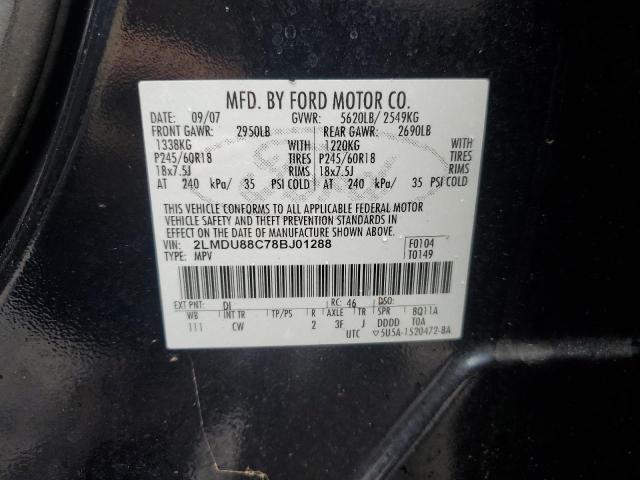 MFD. BY FORD MOTOR CO.
DATE: 09/07 GVWR: 5620LB/ 2549KG
FRONT GAWR: 2950LB REAR GAWR: 2690LB
1338KG WITH 1220KG WITH
P245/60R18 TIRES P245/60R18 TIRES
18x7.5J RIMS 18x7.5J RIMS
AT 240 kPa/ 35 PSI COLD AT 240 kPa/ 35 PSI COLD
THIS VEHICLE CONFORMS TO ALL APPLICABLE FEDERAL MOTOR
VEHICLE SAFETY AND THEFT PREVENTION STANDARDS IN
EFFECT ON THE DATE OF MANUFACTURE SHOWN ABOVE.
VIN: 2LMDU88C78BJ01288 F0104
TYPE: MPV T0149
EXT PNT: DI RC: 46 DSO:
WB INT TR TP/PS R AXLE TR SPR BQ11A
111 CW 2 3F J DDDD T0A
UTC ▽5U5A-1520472-BA